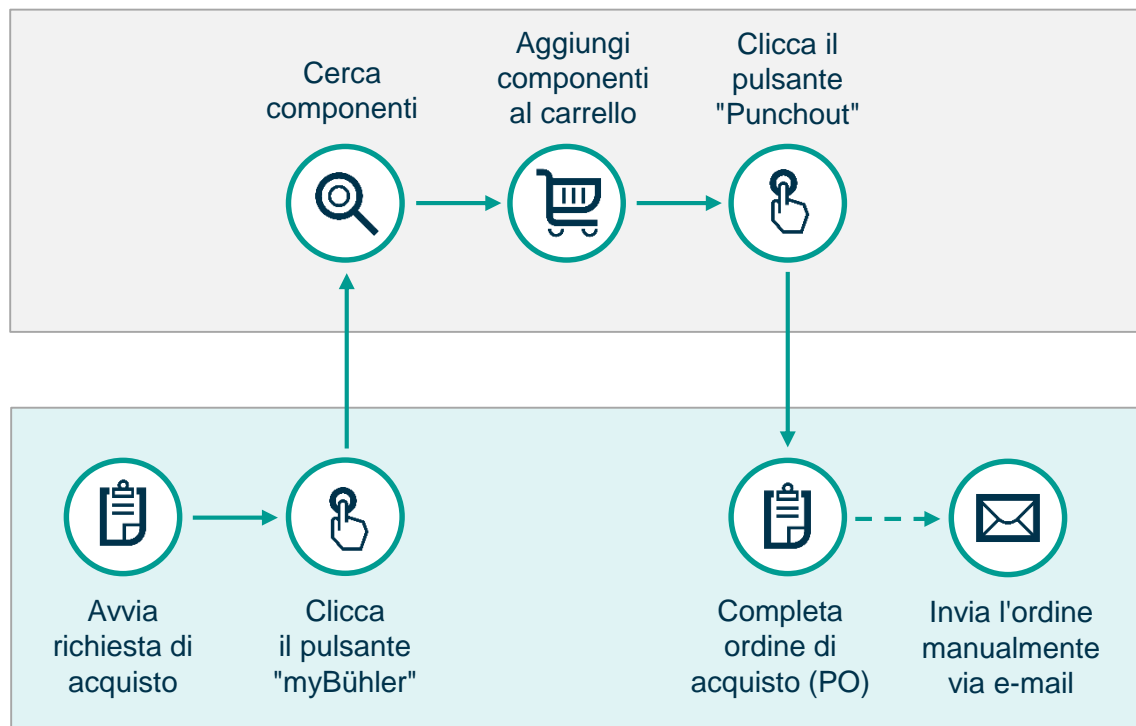 Cerca
componenti
Aggiungi
componenti
al carrello
Clicca il
pulsante
"Punchout"
Avvia
richiesta di
acquisto
Clicca
il pulsante
"myBühler"
Completa
ordine di
acquisto (PO)
Invia l'ordine
manualmente
via e-mail